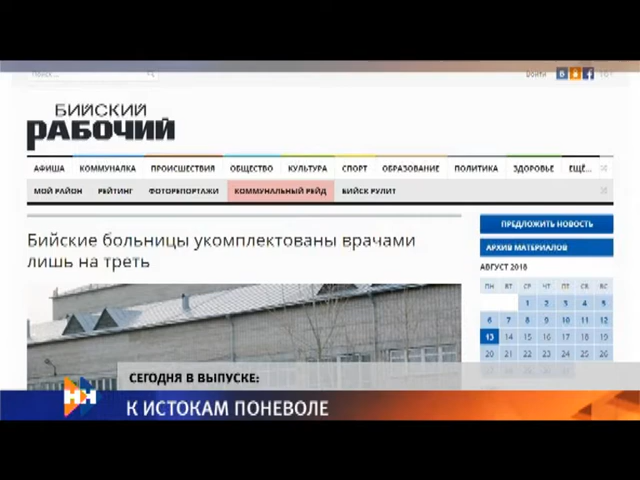 Поиск...
Войти
16+
БИЙСКИЙ
РАБОЧИЙ
АФИША КОММУНАЛКА ПРОИСШЕСТВИЯ ОБЩЕСТВО КУЛЬТУРА СПОРТ ОБРАЗОВАНИЕ ПОЛИТИКА ЗДОРОВЬЕ ЕЩЁ...
МОЙ РАЙОН РЕЙТИНГ ФОТОРЕПОРТАЖИ КОММУНАЛЬНЫЙ РЕЙД БИЙСК РУЛИТ
Бийские больницы укомплектованы врачами
лишь на треть
ПРЕДЛОЖИТЬ НОВОСТЬ
АРХИВ МАТЕРИАЛОВ
АВГУСТ 2018
ПН ВТ СР ЧТ ПТ СБ ВС
1 2 3 4 5
6 7 8 9 10 11 12
13 14 15 16 17 18 19
20 21 22 23 24 25 26
СЕГОДНЯ В ВЫПУСКЕ:
НН
К ИСТОКАМ ПОНЕВОЛЕ